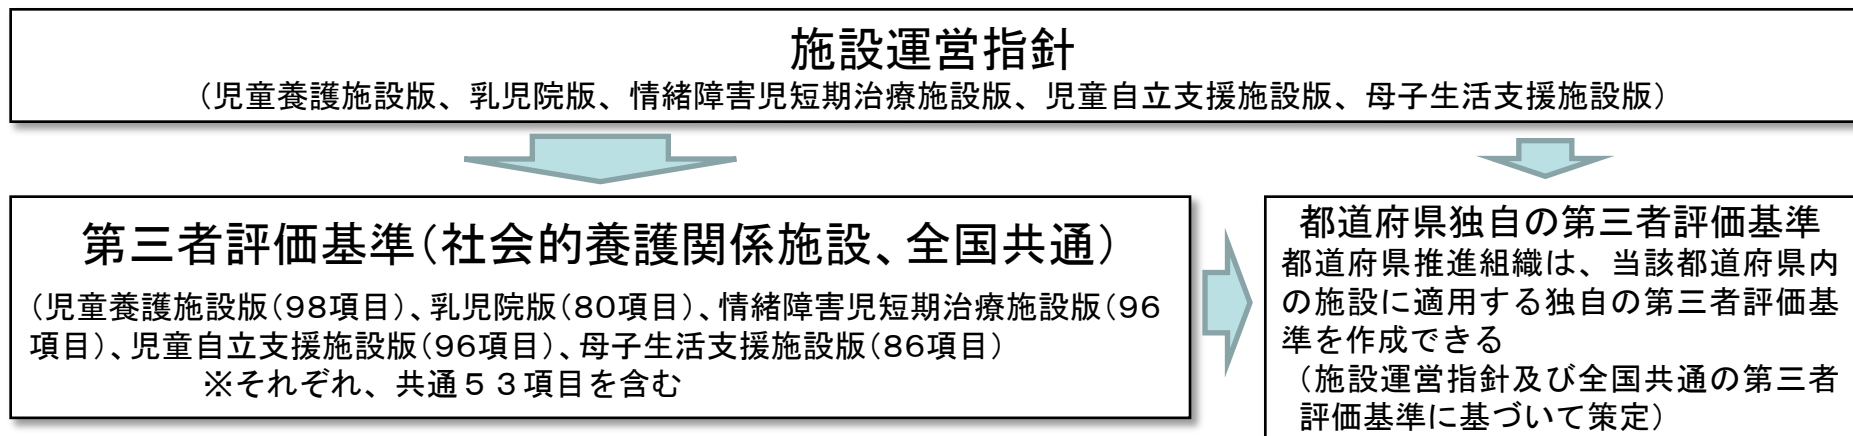 施設運営指針
(児童養護施設版、乳児院版、情緒障害児短期治療施設版、児童自立支援施設版、母子生活支援施設版)
第三者評価基準(社会的養護関係施設、全国共通)
(児童養護施設版(98項目)、乳児院版(80項目)、情緒障害児短期治療施設版(96
項目)、児童自立支援施設版(96項目)、母子生活支援施設版(86項目)
※それぞれ、共通53項目を含む
都道府県独自の第三者評価基準
都道府県推進組織は、当該都道府県内
の施設に適用する独自の第三者評価基
準を作成できる
(施設運営指針及び全国共通の第三者
評価基準に基づいて策定)